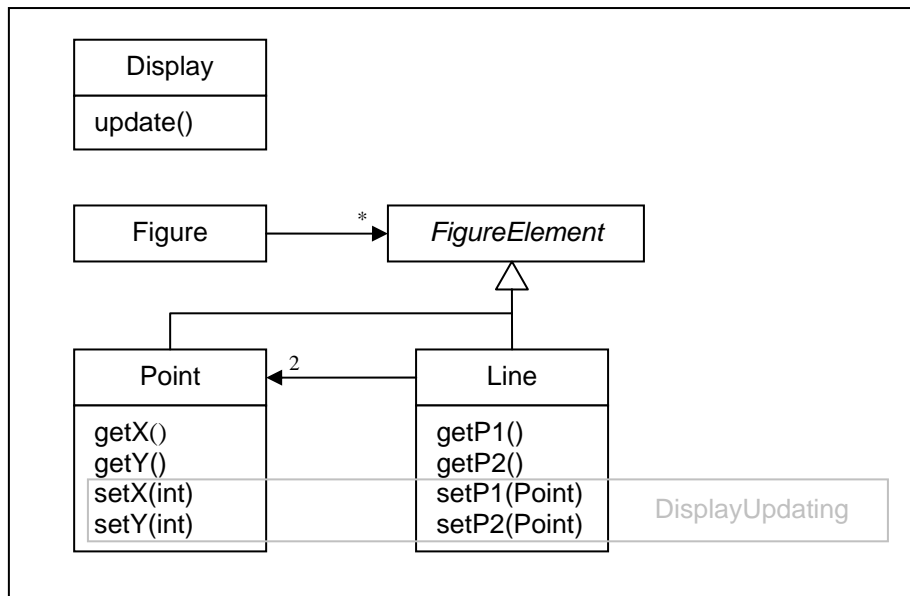 Display
update()
Figure
*
FigureElement
Point
2
Line
getX()
getY()
setX(int)
setY(int)
getP1()
getP2()
setP1(Point)
setP2(Point)
DisplayUpdating